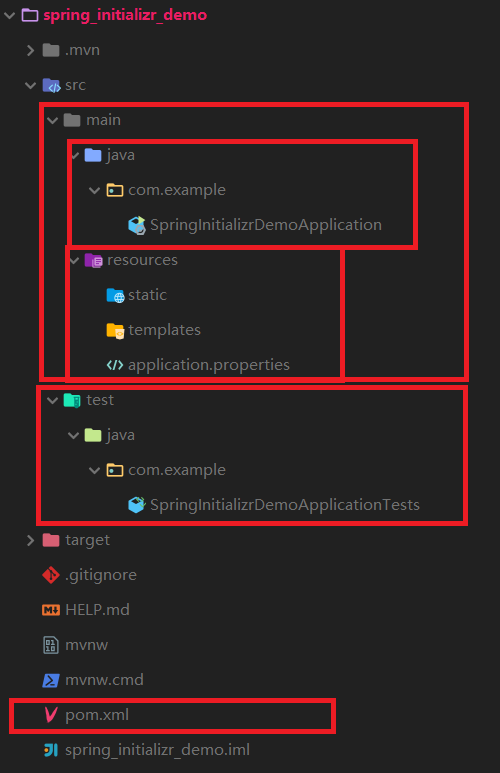 spring_initializr_demo
.mvn
src
main
java
com.example
SpringInitializrDemoApplication
resources
static
templates
application.properties
test
java
com.example
SpringInitializrDemoApplicationTests
target
.gitignore
HELP.md
mvnw
mvnw.cmd
pom.xml
spring_initializr_demo.iml